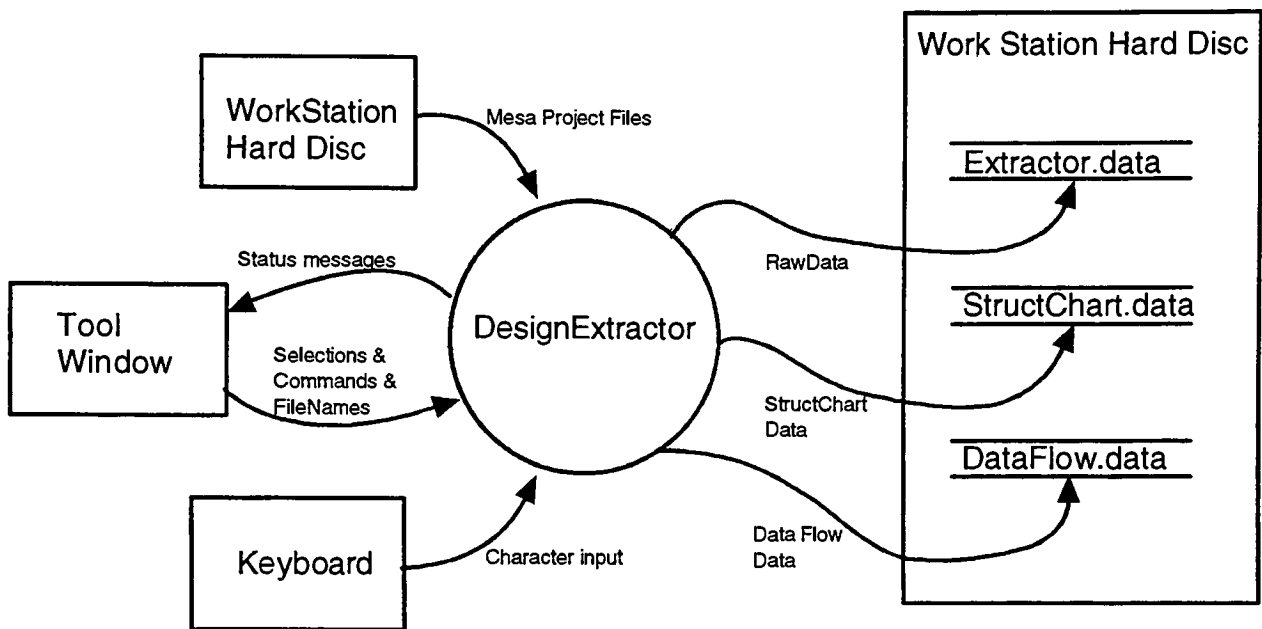 Work Station Hard Disc
WorkStation
Hard Disc
Mesa Project Files
Extractor.data
Status messages
RawData
Tool
Window
DesignExtractor
StructChart.data
Selections &
Commands &
FileNames
StructChart
Data
DataFlow.data
Keyboard
Character input
Data Flow
Data